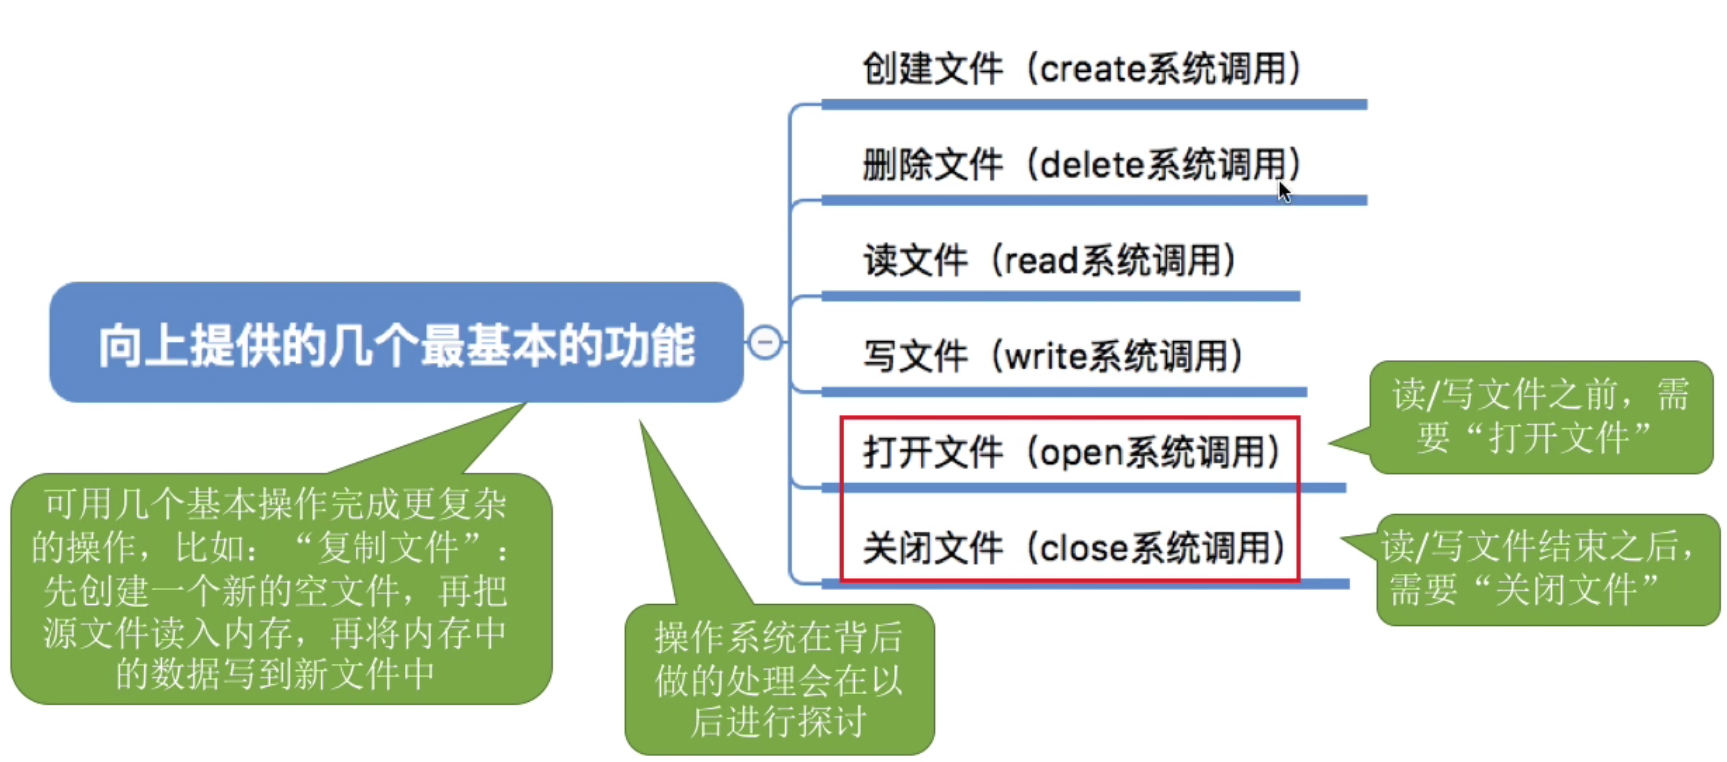 创建文件（create系统调用）
删除文件（delete系统调用）
读文件（read系统调用）
向上提供的几个最基本的功能
写文件（write系统调用）
打开文件（open系统调用）
关闭文件（close系统调用）
读/写文件之前，需
要“打开文件”
读/写文件结束之后，
需要“关闭文件”
可用几个基本操作完成更复杂
的操作，比如：“复制文件”：
先创建一个新的空文件，再把
源文件读入内存，再将内存中
的数据写到新文件中
操作系统在背后
做的处理会在以
后进行探讨